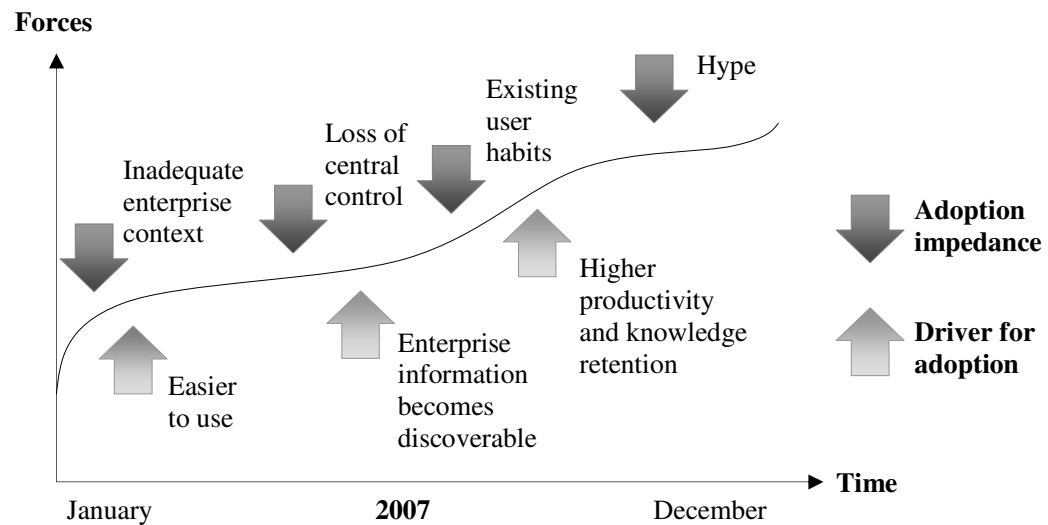 Forces
Hype
Existing
user
habits
Loss of
central
control
Inadequate
enterprise
context
Adoption
impedance
Higher
productivity
and knowledge
retention
Driver for
adoption
Enterprise
information
becomes
discoverable
Easier
to use
Time
January
2007
December